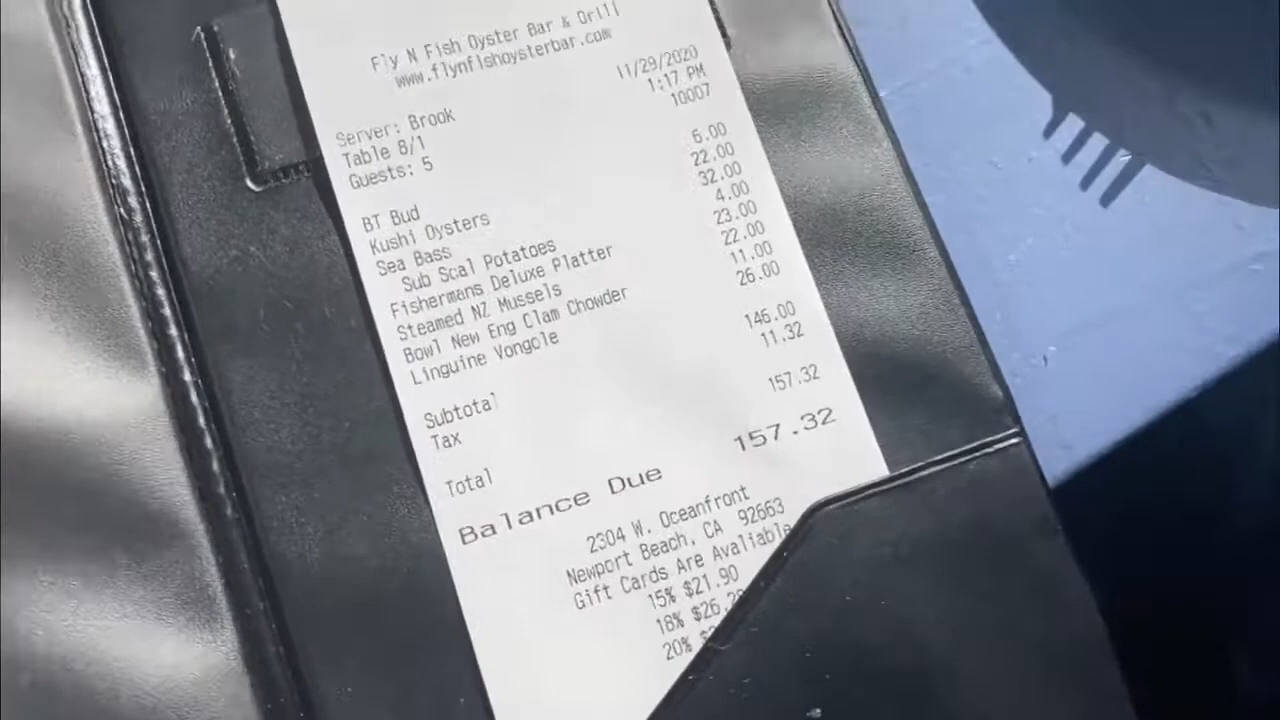 Fly N Fish Oyster Bar & Grill
www.flynfishoysterbar.com
11/29/2020
Server: Brook 1:17 PM
Table 8/1 10007
Guests: 5
BT Bud 6.00
Kushi Oysters 22.00
Sea Bass 32.00
Sub Scal Potatoes 4.00
Fishermans Deluxe Platter 23.00
Steamed NZ Mussels 22.00
Bowl New Eng Clam Chowder 11.00
Linguine Vongole 26.00
Subtotal 146.00
Tax 11.32
Total 157.32
Balance Due 157.32
2304 W. Oceanfront
Newport Beach, CA 92663
Gift Cards Are Avaliable
15% $21.90
18% $26.
20%